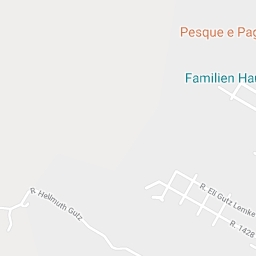 Pesque e Pag
Familien Hau
R. Eli Gutz Lemke
R. Hellmuth Gutz
R. 1428